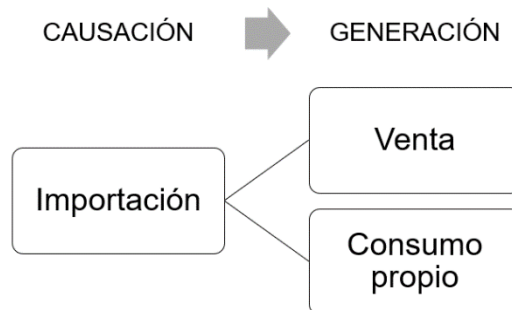 CAUSACIÓN
GENERACIÓN
Importación
Venta
Consumo
propio